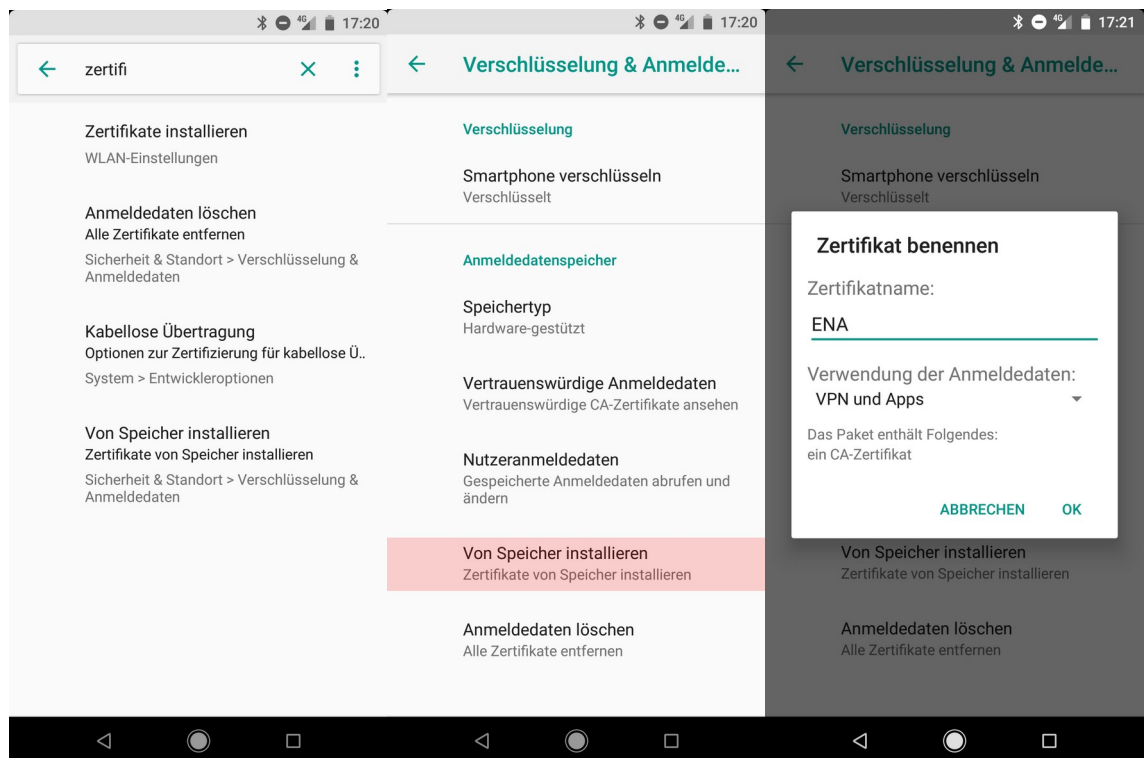 4G 17:20
zertifi
Zertifikate installieren
WLAN-Einstellungen
Anmeldedaten löschen
Alle Zertifikate entfernen
Sicherheit & Standort > Verschlüsselung &
Anmeldedaten
Kabellose Übertragung
Optionen zur Zertifizierung für kabellose Ü..
System > Entwickleroptionen
Von Speicher installieren
Zertifikate von Speicher installieren
Sicherheit & Standort > Verschlüsselung &
Anmeldedaten
4G 17:20
Verschlüsselung & Anmelde...
Verschlüsselung
Smartphone verschlüsseln
Verschlüsselt
Anmeldedatenspeicher
Speichertyp
Hardware-gestützt
Vertrauenswürdige Anmeldedaten
Vertrauenswürdige CA-Zertifikate ansehen
Nutzeranmeldedaten
Gespeicherte Anmeldedaten abrufen und
ändern
Von Speicher installieren
Zertifikate von Speicher installieren
Anmeldedaten löschen
Alle Zertifikate entfernen
4G 17:21
Verschlüsselung & Anmelde...
Verschlüsselung
Smartphone verschlüsseln
Verschlüsselt
Zertifikat benennen
Zertifikatname:
ENA
Verwendung der Anmeldedaten:
VPN und Apps
Das Paket enthält Folgendes:
ein CA-Zertifikat
ABBRECHEN OK
Von Speicher installieren
Zertifikate von Speicher installieren
Anmeldedaten löschen
Alle Zertifikate entfernen